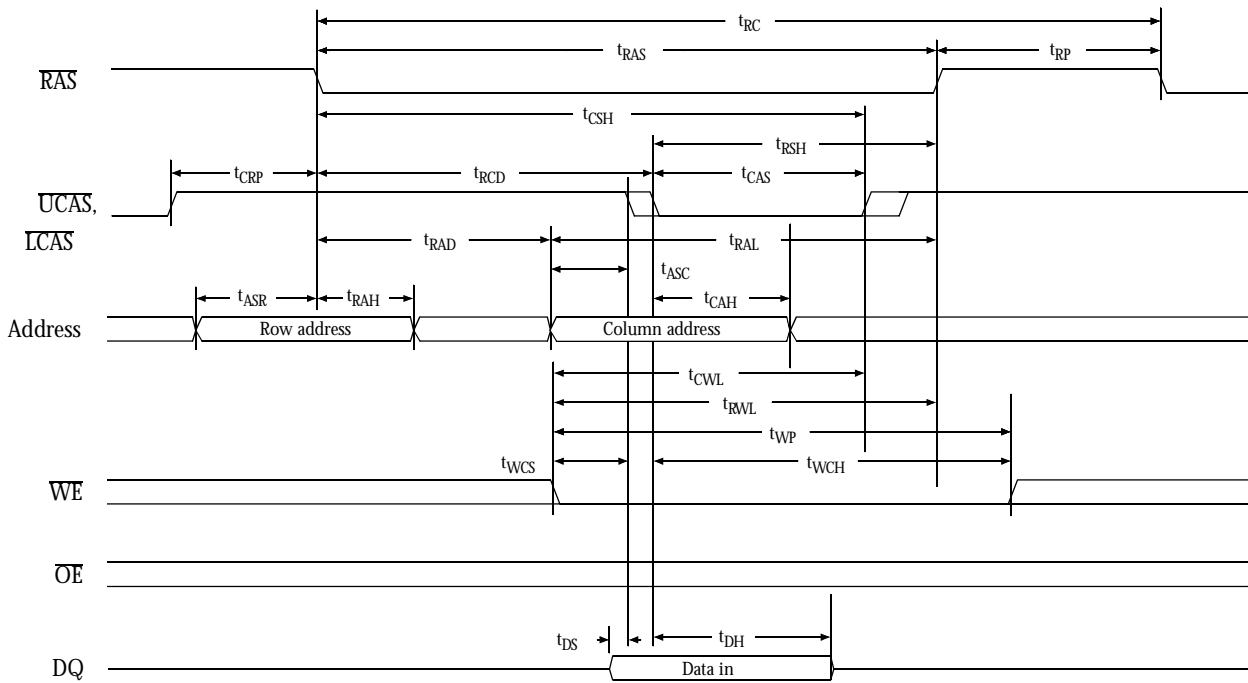 tRC
tRAS
tRP
RAS
tCSH
tRSH
tCRP
tRCD
tCAS
UCAS,
LCAS
tRAD
tRAL
tASC
tASR
tRAH
tCAH
Address
Row address
Column address
tCWL
tRWL
tWP
tWCS
tWCH
WE
OE
tDS
tDH
DQ
Data in